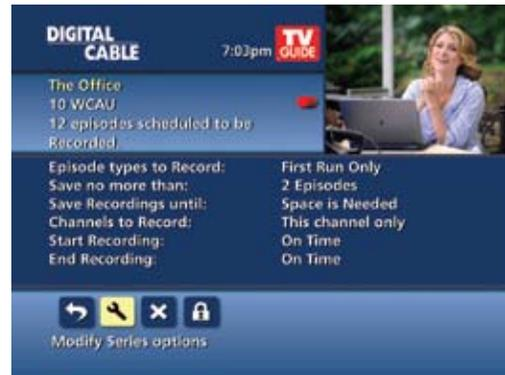 DIGITAL
CABLE
7:03pm
TV
GUIDE
The Office
10 WCAU
12 episodes scheduled to be
Recorded.
Episode types to Record: First Run Only
Save no more than: 2 Episodes
Save Recordings until: Space is Needed
Channels to Record: This channel only
Start Recording: On Time
End Recording: On Time
Modify Series options